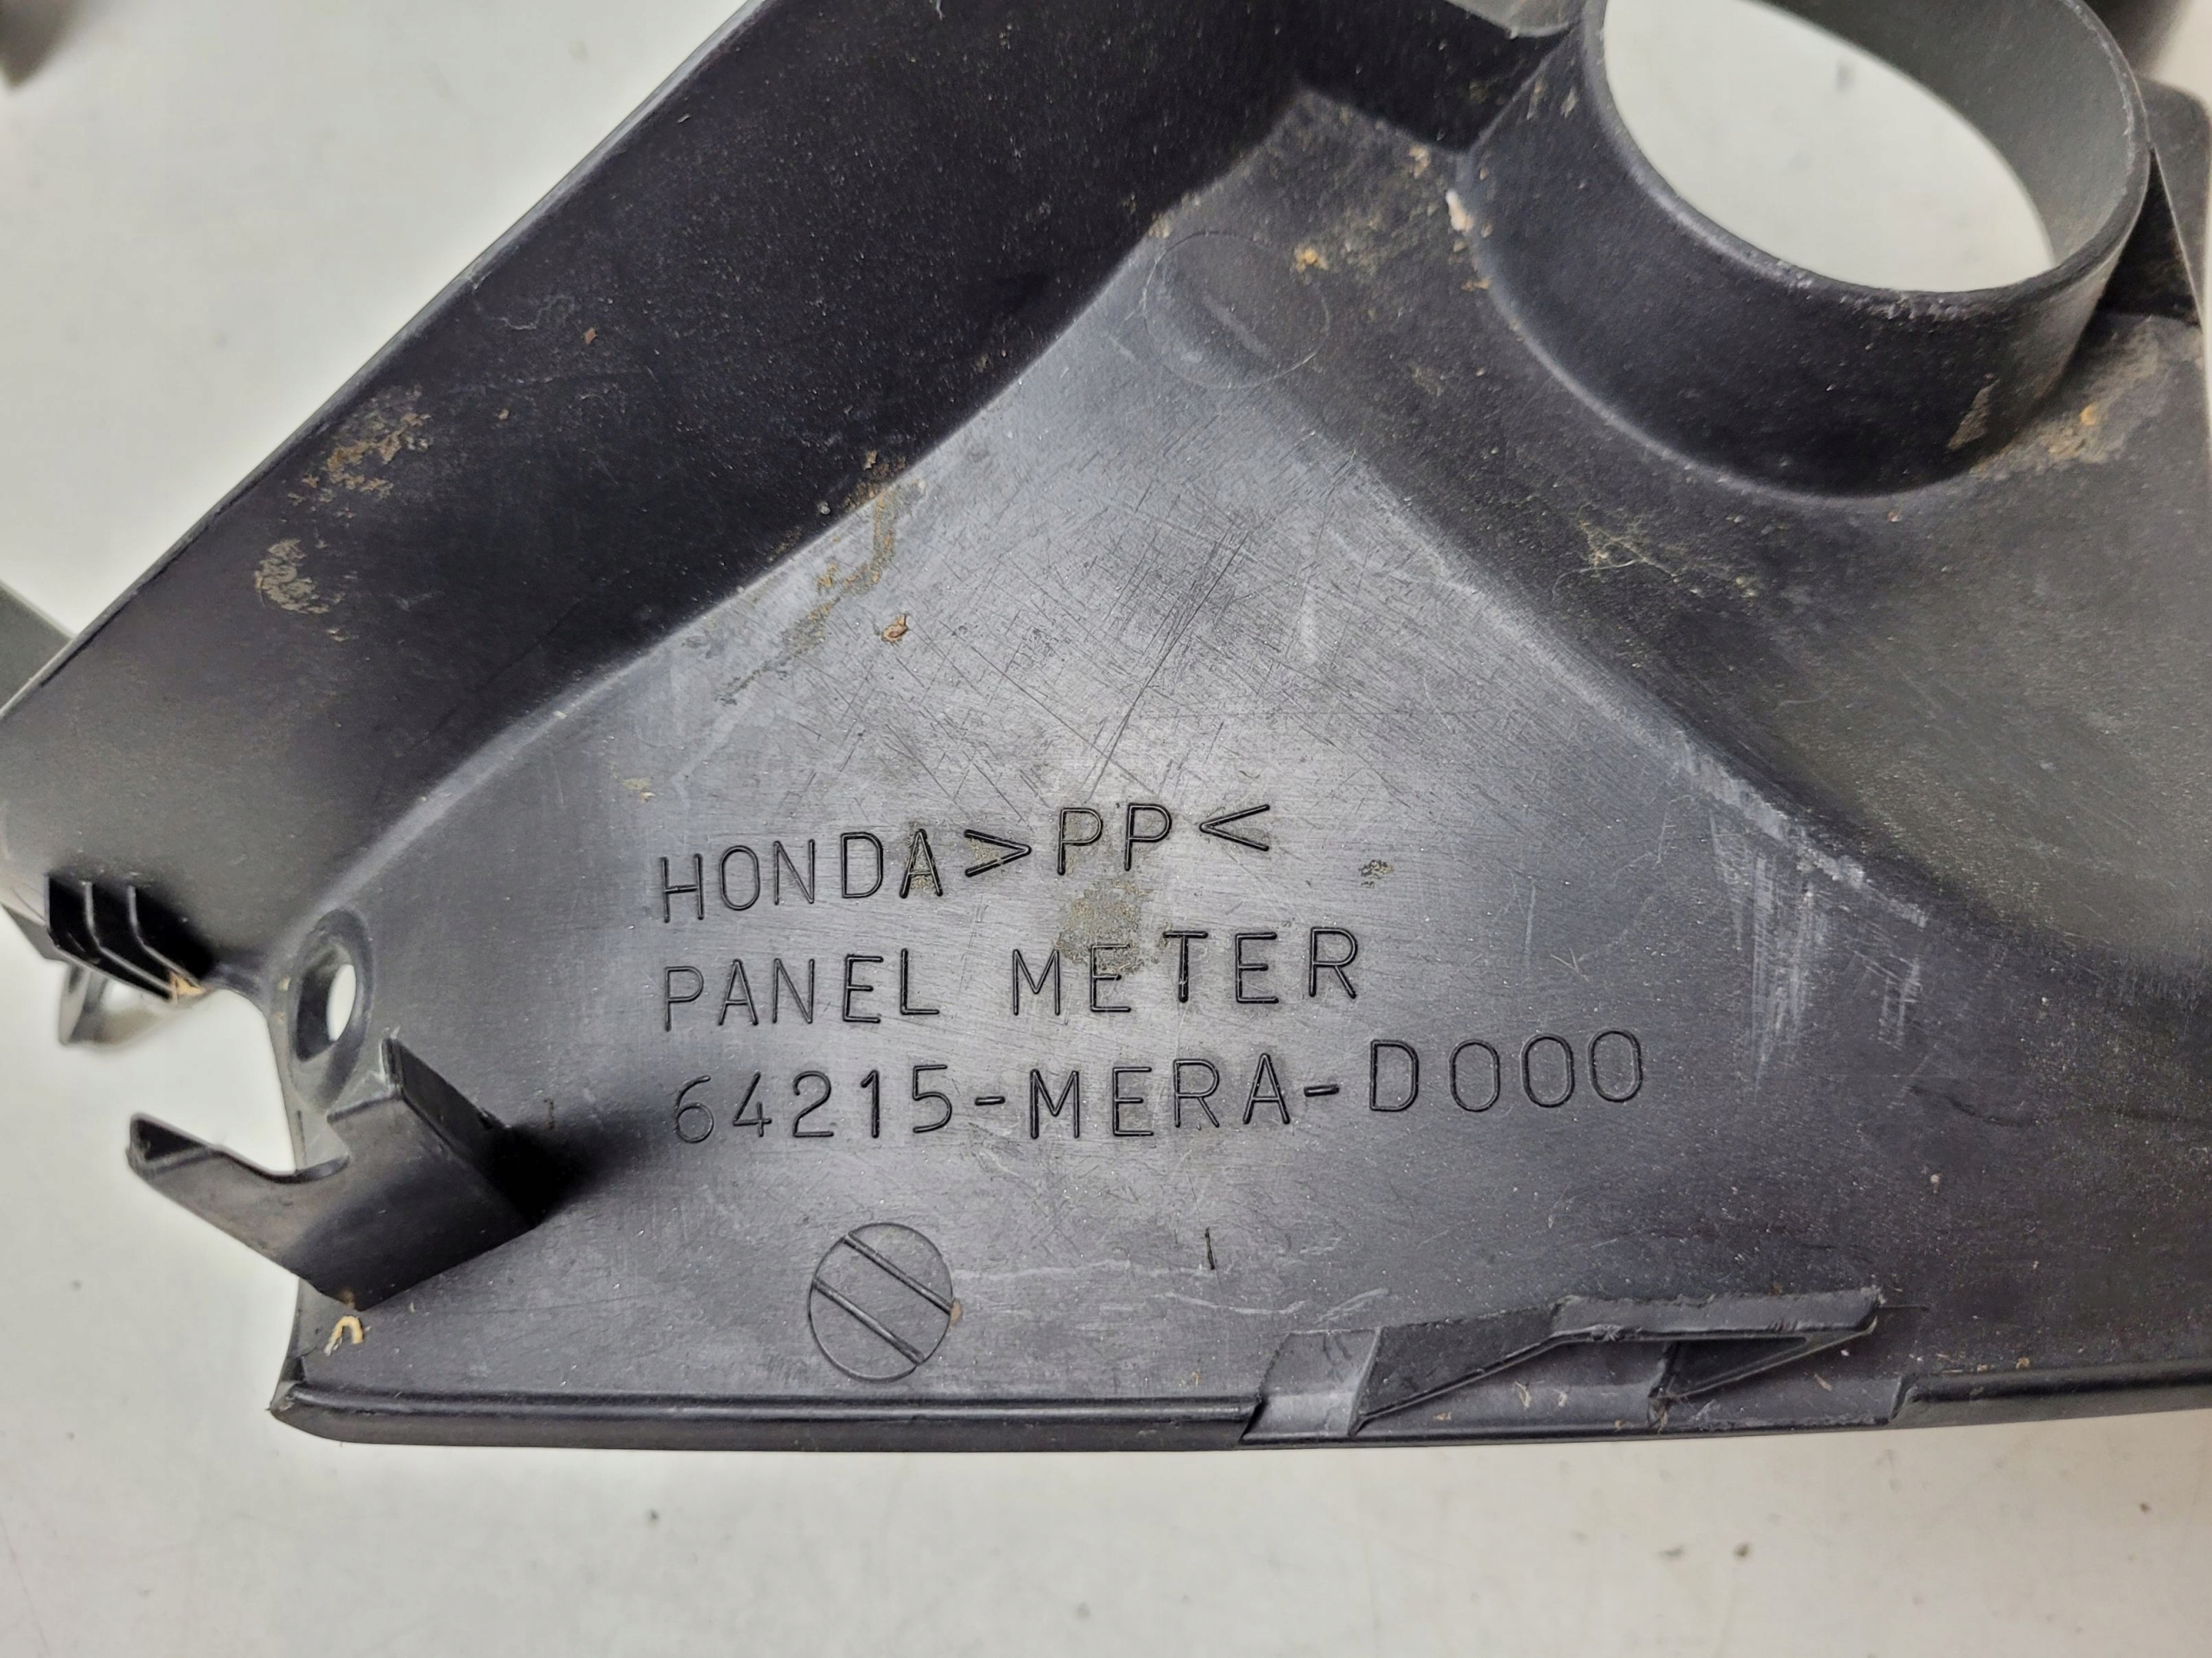 HONDA >PP<
PANEL METER
64215-MERA-D000